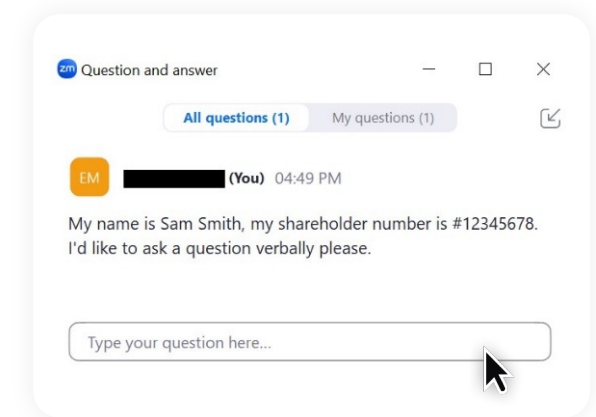 zm Question and answer
All questions (1) My questions (1)
EM (You) 04:49 PM
My name is Sam Smith, my shareholder number is #12345678.
I'd like to ask a question verbally please.
Type your question here...